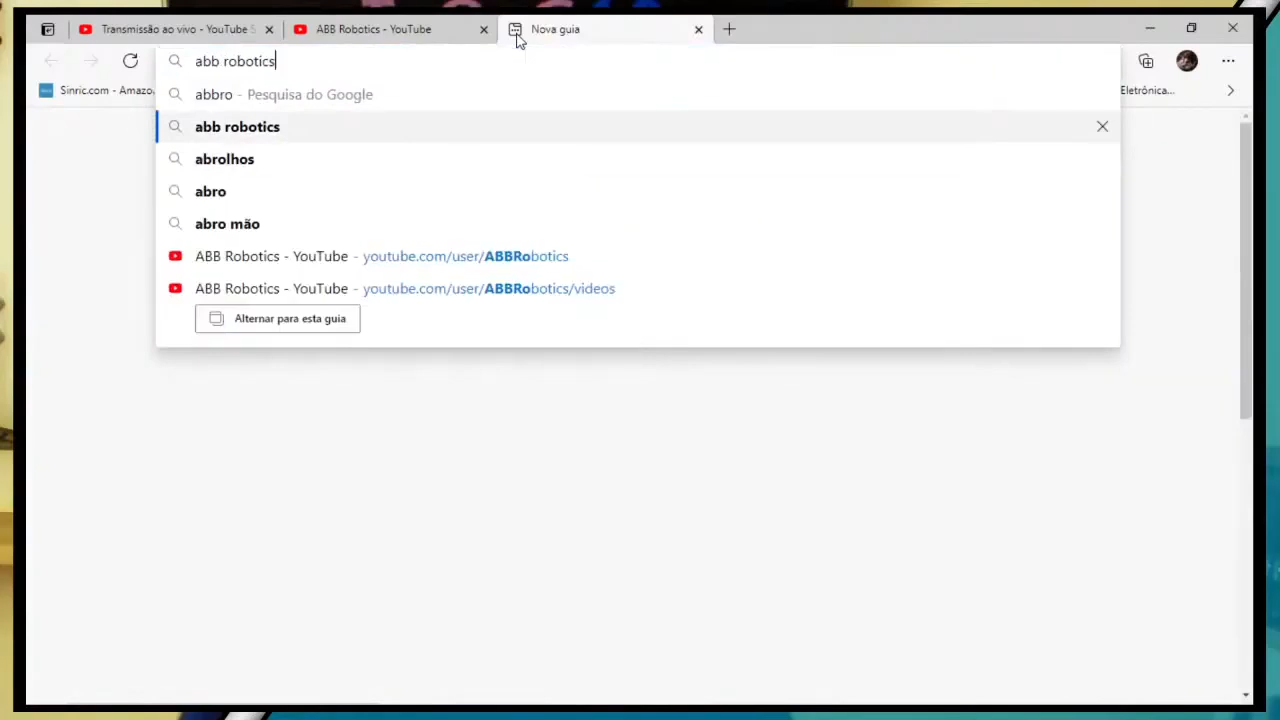 Transmissão ao vivo - YouTube S
ABB Robotics - YouTube
Nova guia
abb robotics
Sinric.com - Amazo
Eletrônica...
abbro - Pesquisa do Google
abb robotics
abrolhos
abro
abro mão
ABB Robotics - YouTube - youtube.com/user/ABBRobotics
ABB Robotics - YouTube - youtube.com/user/ABBRobotics/videos
Alternar para esta guia